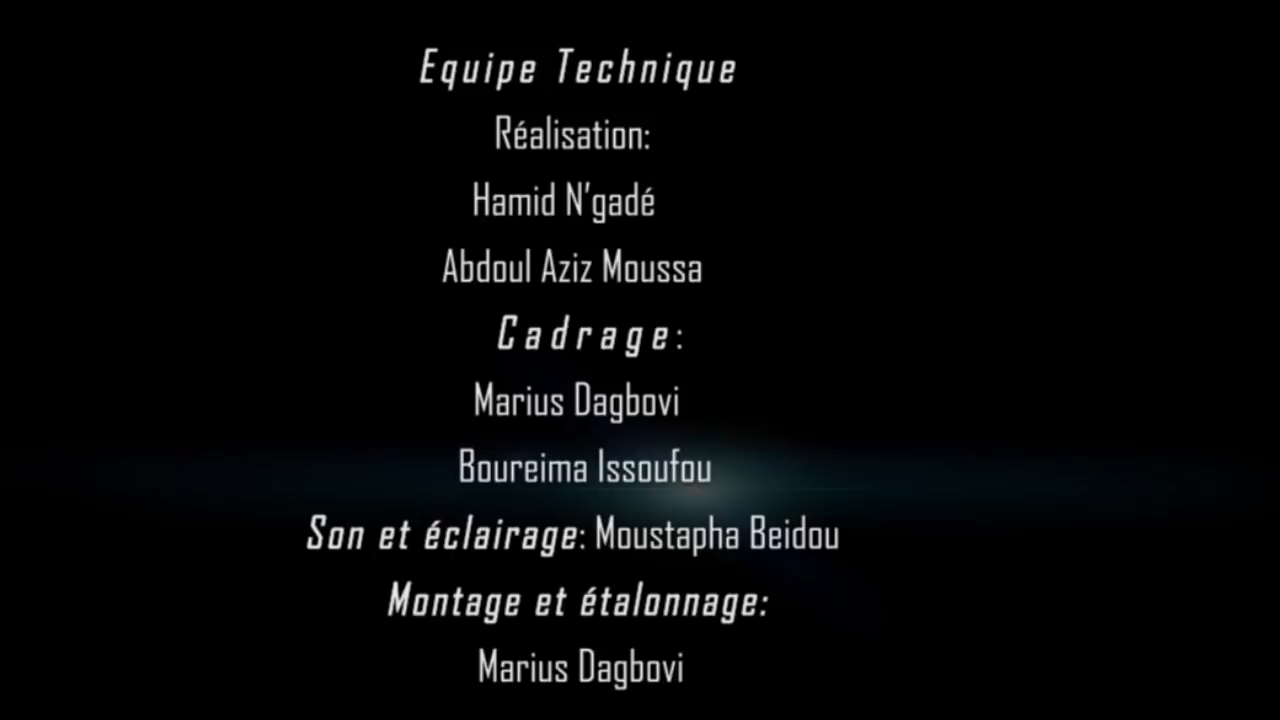 Equipe Technique
Réalisation:
Hamid N'gadé
Abdoul Aziz Moussa
Cadrage:
Marius Dagbovi
Boureima Issoufou
Son et éclairage: Moustapha Beidou
Montage et étalonnage:
Marius Dagbovi